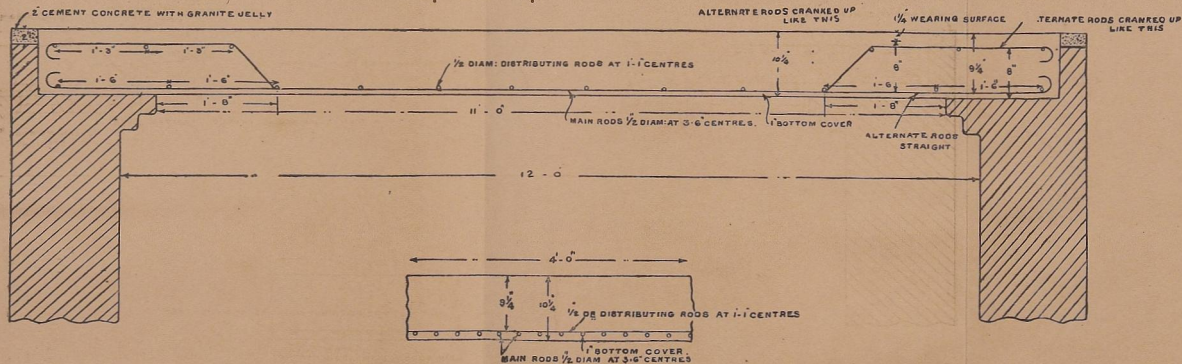 2" CEMENT CONCRETE WITH GRANITE JELLY
ALTERNATE RODS CRANKED UP
LIKE THIS
1¼" WEARING SURFACE
.TERNATE RODS CRANKED UP
LIKE THIS
2"
1'-3"
1'-3"
10¼"
8"
9¼"
8"
1'-6"
1'-6"
½ DIAM: DISTRIBUTING RODS AT 1'-1" CENTRES
1'-6"
1'-6"
1'-8"
11'-0"
MAIN RODS ½" DIAM: AT 3·6" CENTRES.
1" BOTTOM COVER
1'-8"
ALTERNATE RODS
STRAIGHT
12'-0"
4'-0"
9¼"
10¼"
½" DR DISTRIBUTING RODS AT 1'-1" CENTRES
1" BOTTOM COVER
MAIN RODS ½" DIAM AT 3·6" CENTRES